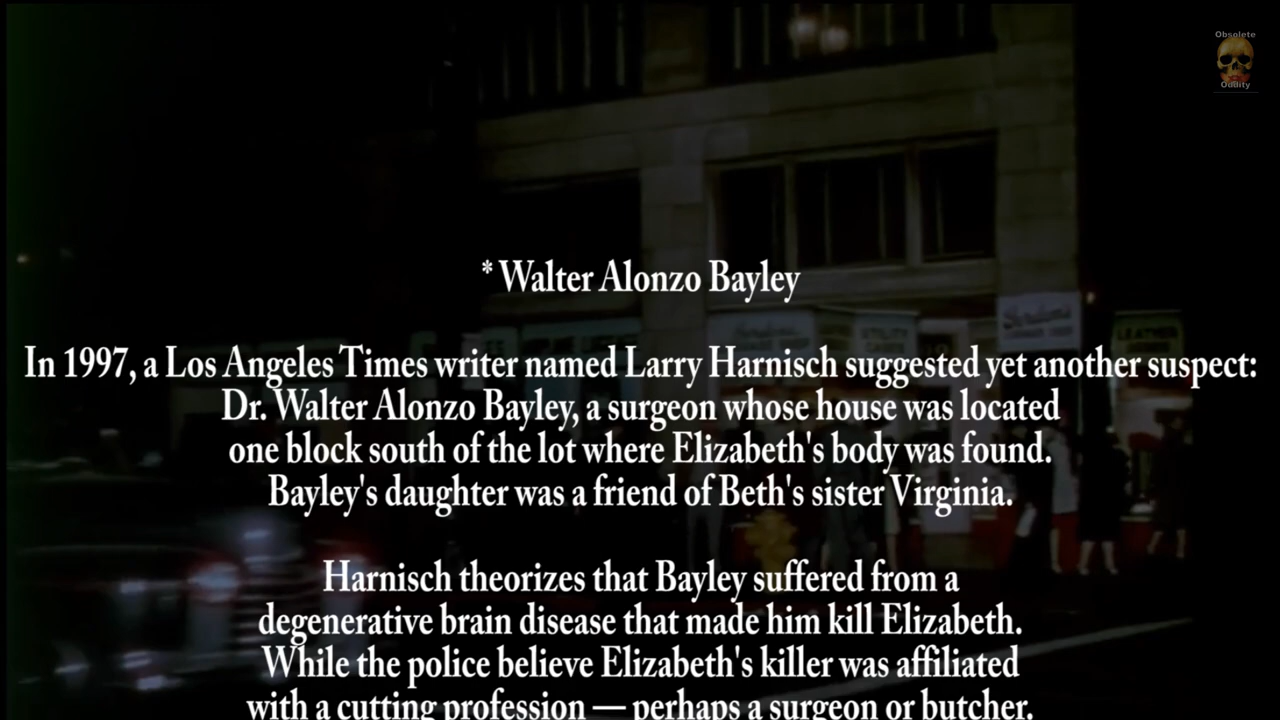 Obsolete
Oddity
* Walter Alonzo Bayley
In 1997, a Los Angeles Times writer named Larry Harnisch suggested yet another suspect:
Dr. Walter Alonzo Bayley, a surgeon whose house was located
one block south of the lot where Elizabeth's body was found.
Bayley's daughter was a friend of Beth's sister Virginia.
Harnisch theorizes that Bayley suffered from a
degenerative brain disease that made him kill Elizabeth.
While the police believe Elizabeth's killer was affiliated
with a cutting profession — perhaps a surgeon or butcher.